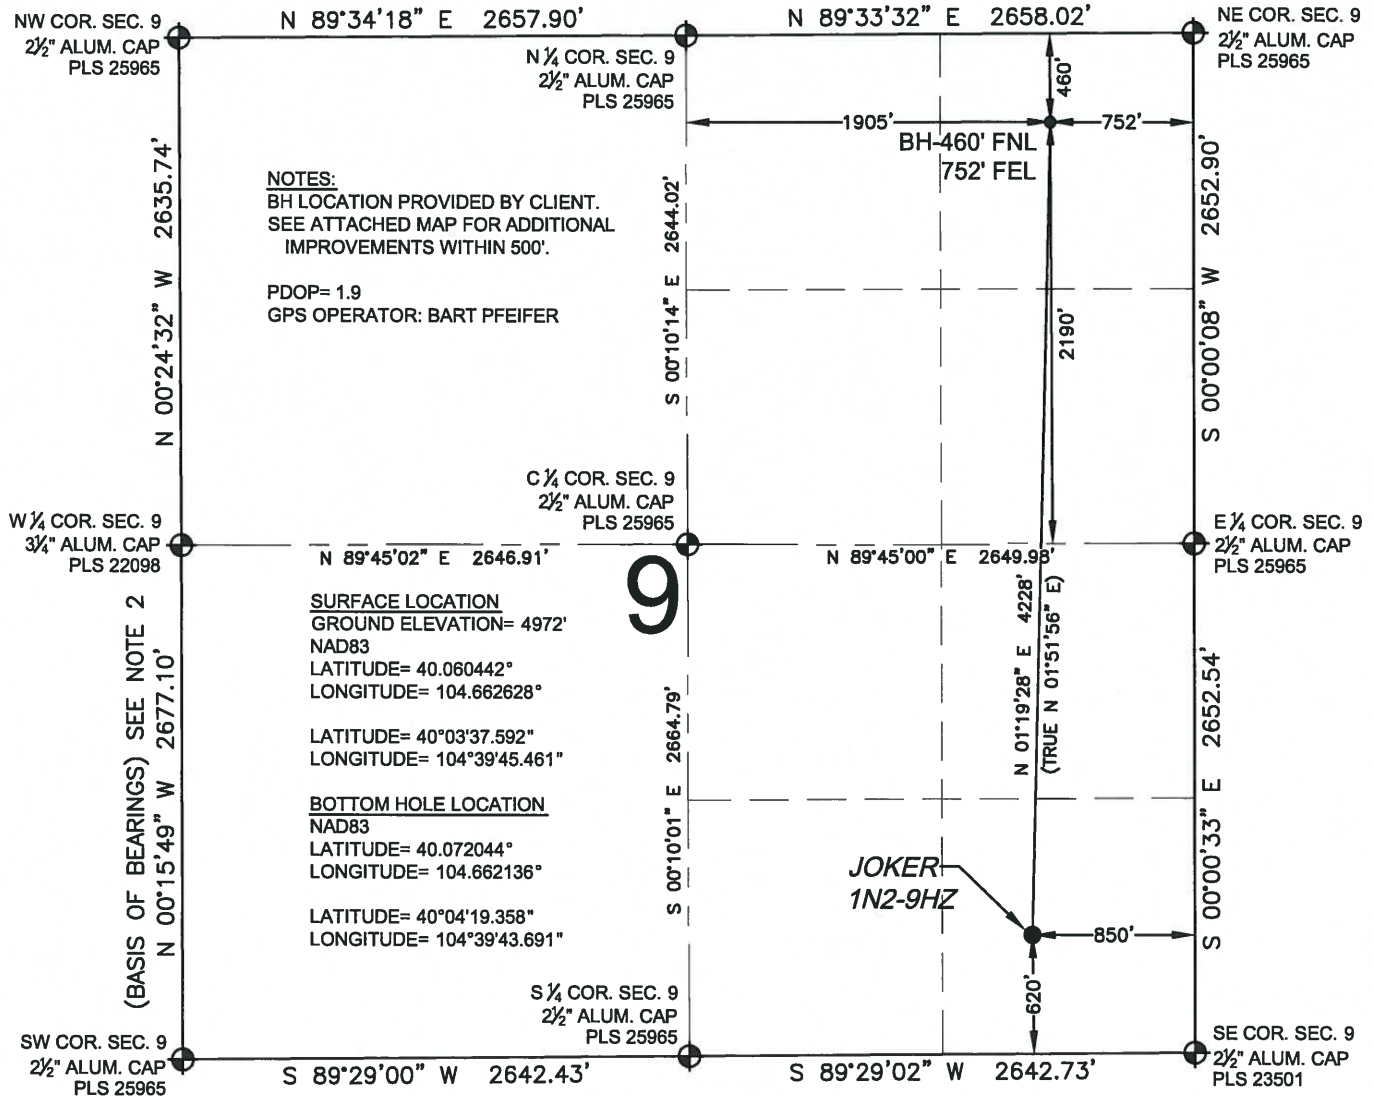 N 89°34'18" E 2657.90'
N 89°33'32" E 2658.02'
NW COR. SEC. 9
2½" ALUM. CAP
PLS 25965
N ¼ COR. SEC. 9
2½" ALUM. CAP
PLS 25965
NE COR. SEC. 9
2½" ALUM. CAP
PLS 25965
460'
1905'
752'
BH-460' FNL
752' FEL
N 00°24'32" W 2635.74'
NOTES:
BH LOCATION PROVIDED BY CLIENT.
SEE ATTACHED MAP FOR ADDITIONAL
IMPROVEMENTS WITHIN 500'.
PDOP= 1.9
GPS OPERATOR: BART PFEIFER
S 00°10'14" E 2644.02'
2190'
S 00°00'08" W 2652.90'
W ¼ COR. SEC. 9
3¼" ALUM. CAP
PLS 22098
C ¼ COR. SEC. 9
2½" ALUM. CAP
PLS 25965
E ¼ COR. SEC. 9
2½" ALUM. CAP
PLS 25965
N 89°45'02" E 2646.91'
N 89°45'00" E 2649.98'
9
(BASIS OF BEARINGS) SEE NOTE 2
N 00°15'49" W 2677.10'
SURFACE LOCATION
GROUND ELEVATION= 4972'
NAD83
LATITUDE= 40.060442°
LONGITUDE= 104.662628°
LATITUDE= 40°03'37.592"
LONGITUDE= 104°39'45.461"
BOTTOM HOLE LOCATION
NAD83
LATITUDE= 40.072044°
LONGITUDE= 104.662136°
LATITUDE= 40°04'19.358"
LONGITUDE= 104°39'43.691"
S 00°10'01" E 2664.79'
N 01°19'28" E 4228'
(TRUE N 01°51'56" E)
S 00°00'33" E 2652.54'
JOKER
1N2-9HZ
850'
620'
SW COR. SEC. 9
2½" ALUM. CAP
PLS 25965
S ¼ COR. SEC. 9
2½" ALUM. CAP
PLS 25965
SE COR. SEC. 9
2½" ALUM. CAP
PLS 23501
S 89°29'00" W 2642.43'
S 89°29'02" W 2642.73'